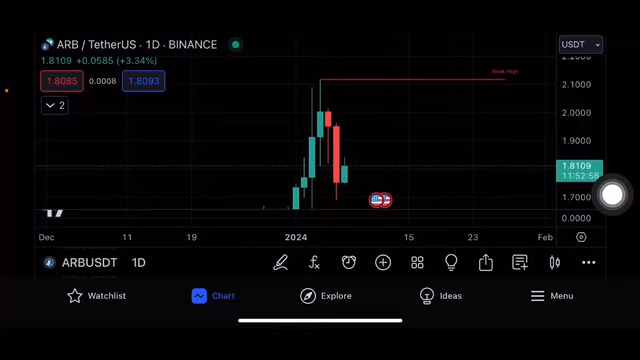 ARB / TetherUS · 1D · BINANCE
USDT
1.8109 +0.0585 (+3.34%)
2.2000
1.8085 0.0008 1.8093
Weak High
2.1000
2
1.9000
1.8109
11:52:58
1.7000
0.0000
Dec 11 19 2024 15 23 Feb
ARBUSDT 1D
Watchlist Chart Explore Ideas Menu